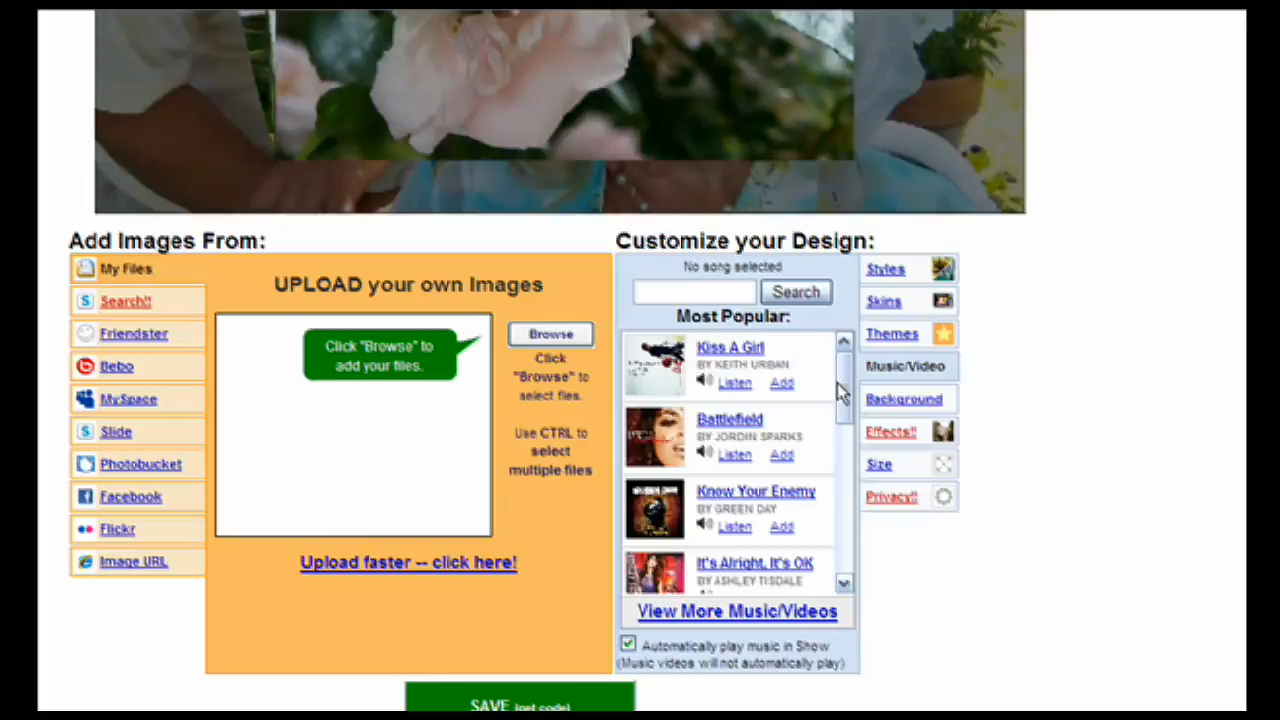 Add Images From:
My Files
Search!!
Friendster
Bebo
MySpace
Slide
Photobucket
Facebook
Flickr
Image URL
UPLOAD your own Images
Click "Browse" to
add your files.
Browse
Click
"Browse" to
select files.
Use CTRL to
select
multiple files
Upload faster -- click here!
Customize your Design:
No song selected
Search
Most Popular:
Kiss A Girl
BY KEITH URBAN
Listen Add
Battlefield
BY JORDIN SPARKS
Listen Add
Know Your Enemy
BY GREEN DAY
Listen Add
It's Alright, It's OK
BY ASHLEY TISDALE
View More Music/Videos
Automatically play music in Show
(Music videos will not automatically play)
Styles
Skins
Themes
Music/Video
Background
Effects!!
Size
Privacy!!
SAVE (get code)